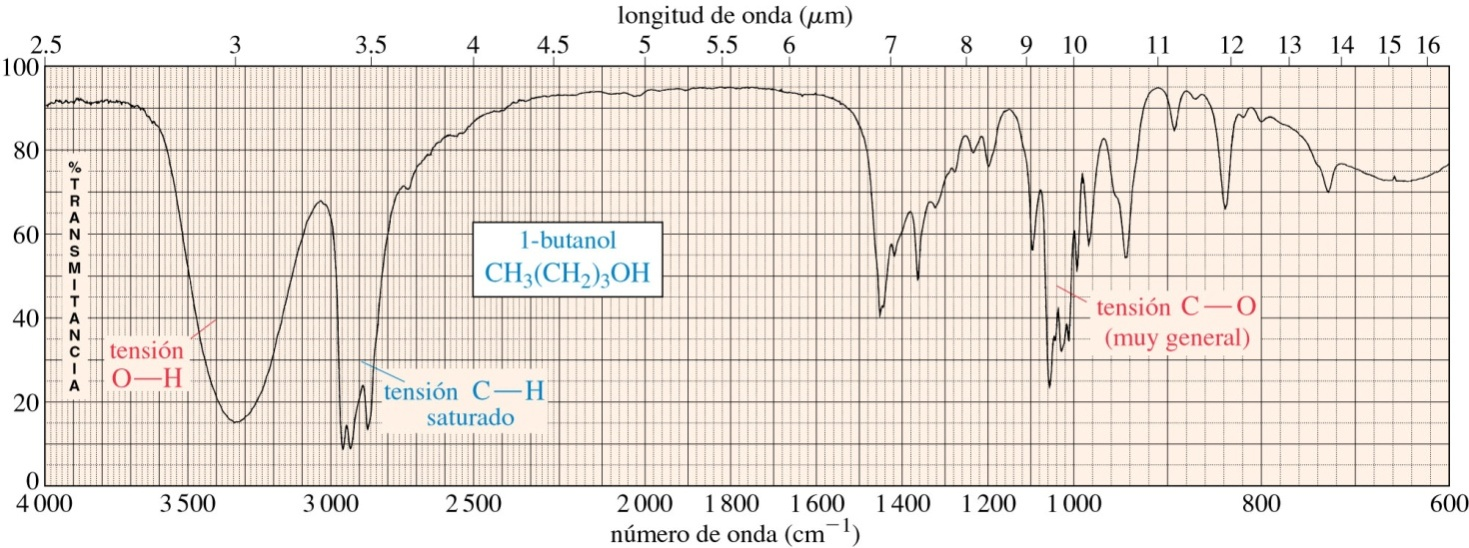 longitud de onda (μm)
2.5 3 3.5 4 4.5 5 5.5 6 7 8 9 10 11 12 13 14 15 16
100
80
60
40
20
0
% TRANSMITANCIA
1-butanol
CH₃(CH₂)₃OH
tensión
O—H
tensión C—H
saturado
tensión C—O
(muy general)
4 000 3 500 3 000 2 500 2 000 1 800 1 600 1 400 1 200 1 000 800 600
número de onda (cm⁻¹)